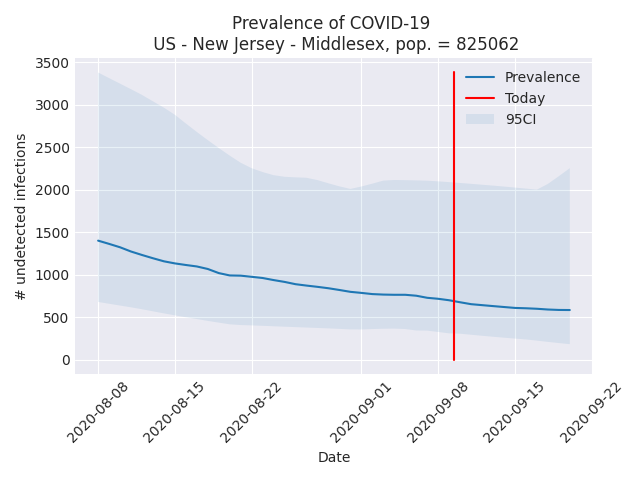 Prevalence of COVID-19
US - New Jersey - Middlesex, pop. = 825062
3500
3000
2500
2000
1500
1000
500
0
# undetected infections
Prevalence
Today
95CI
2020-08-08
2020-08-15
2020-08-22
2020-09-01
2020-09-08
2020-09-15
2020-09-22
Date